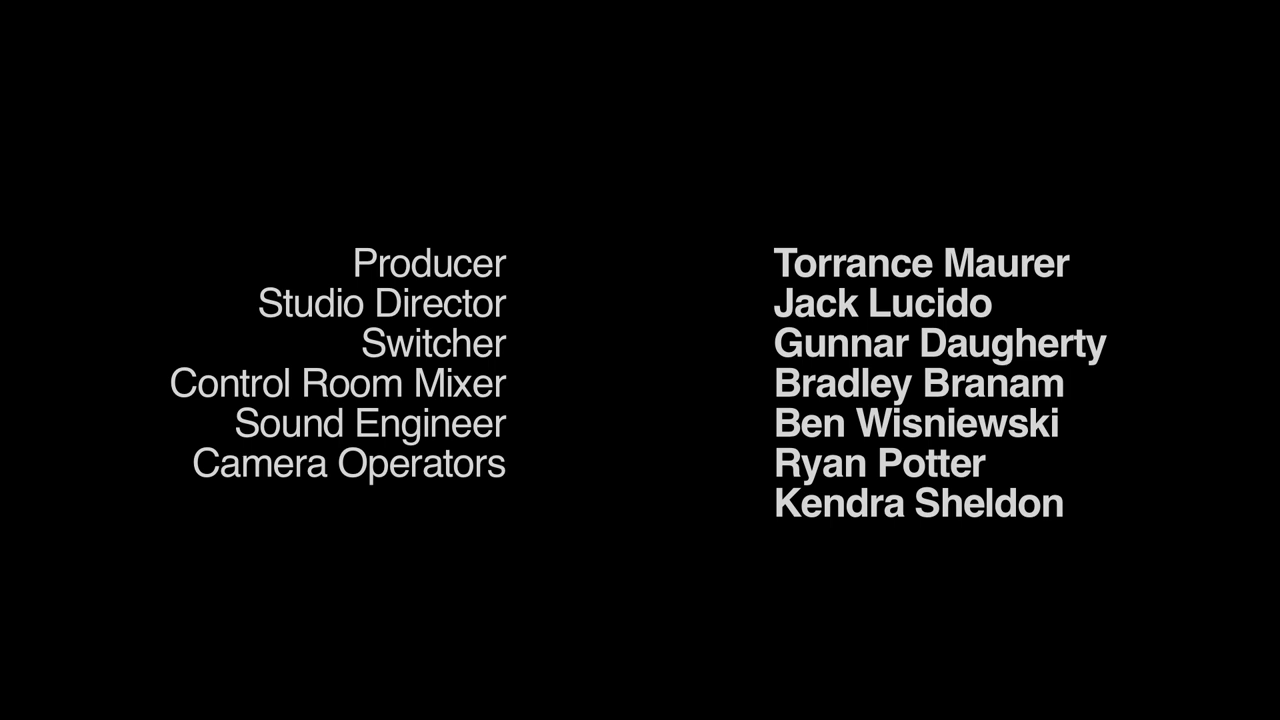 Producer Torrance Maurer
Studio Director Jack Lucido
Switcher Gunnar Daugherty
Control Room Mixer Bradley Branam
Sound Engineer Ben Wisniewski
Camera Operators Ryan Potter
Kendra Sheldon